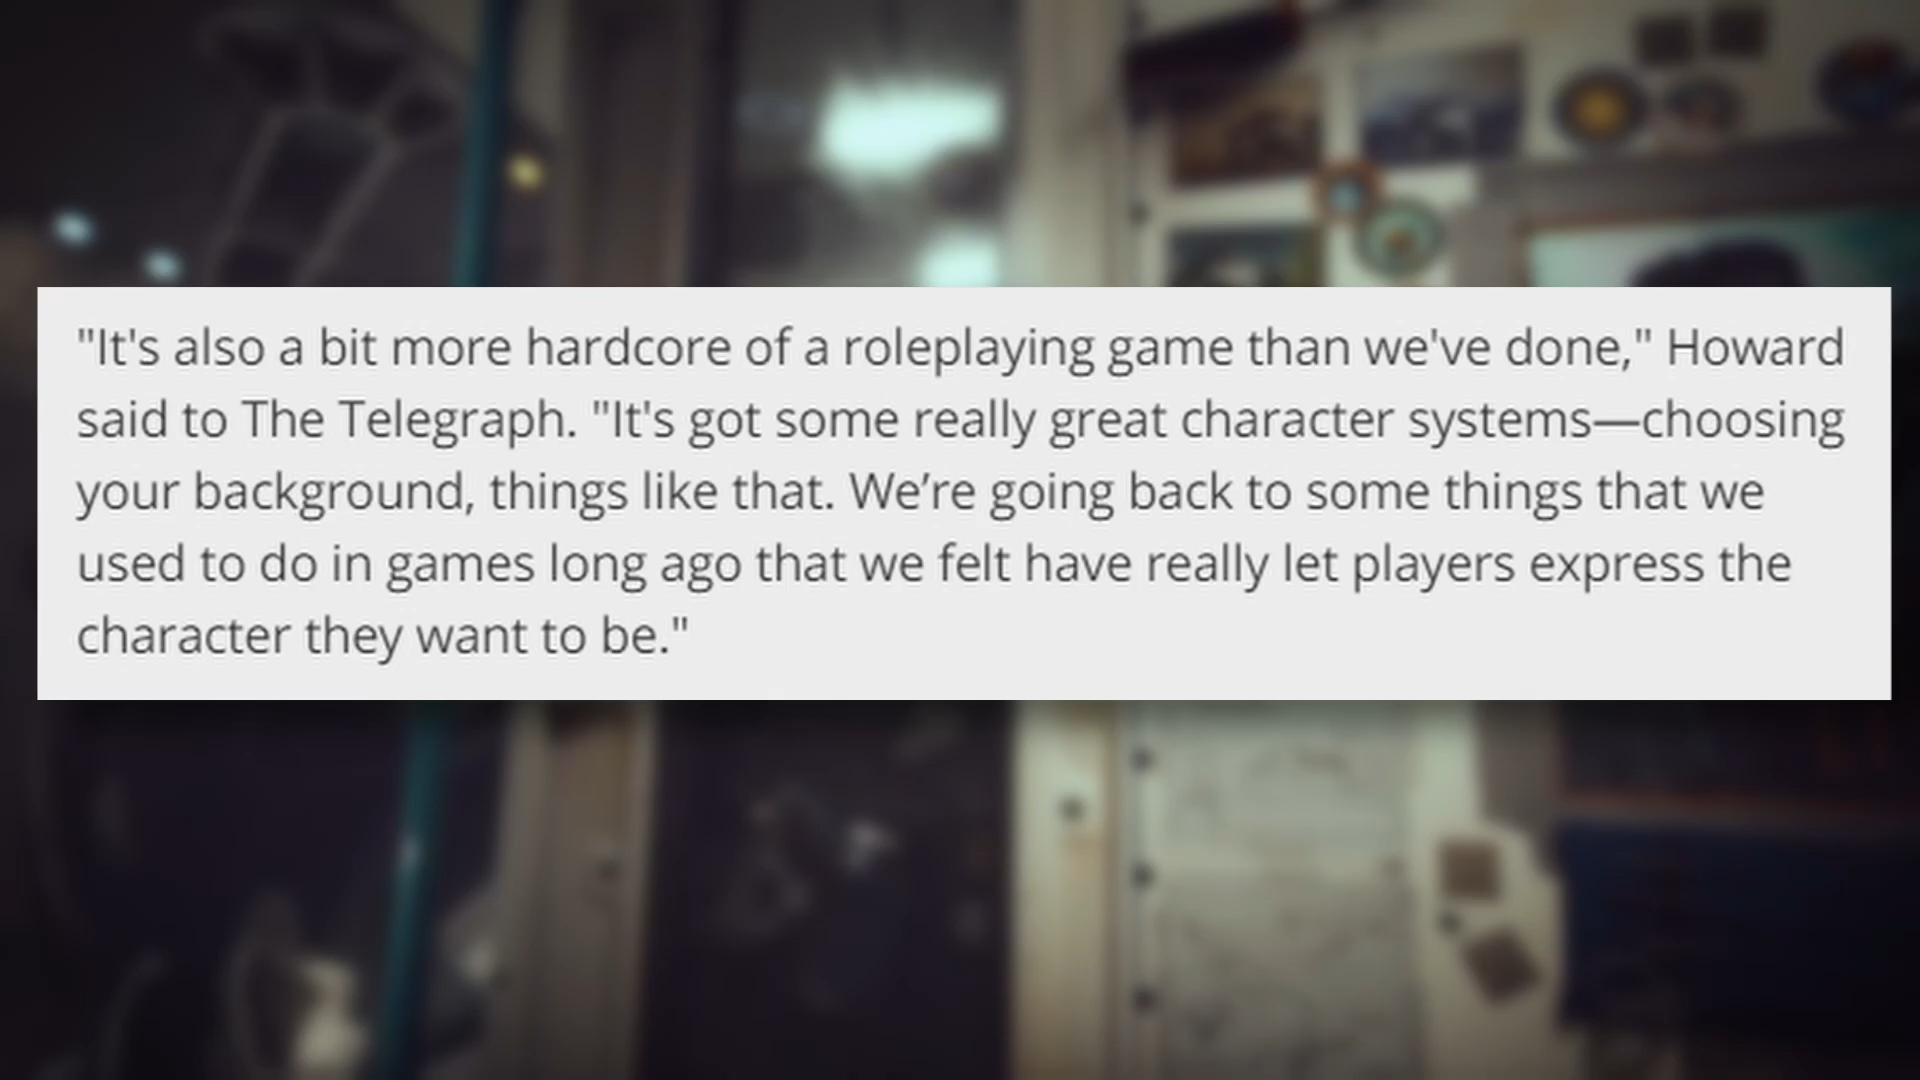 "It's also a bit more hardcore of a roleplaying game than we've done," Howard
said to The Telegraph. "It's got some really great character systems—choosing
your background, things like that. We’re going back to some things that we
used to do in games long ago that we felt have really let players express the
character they want to be."